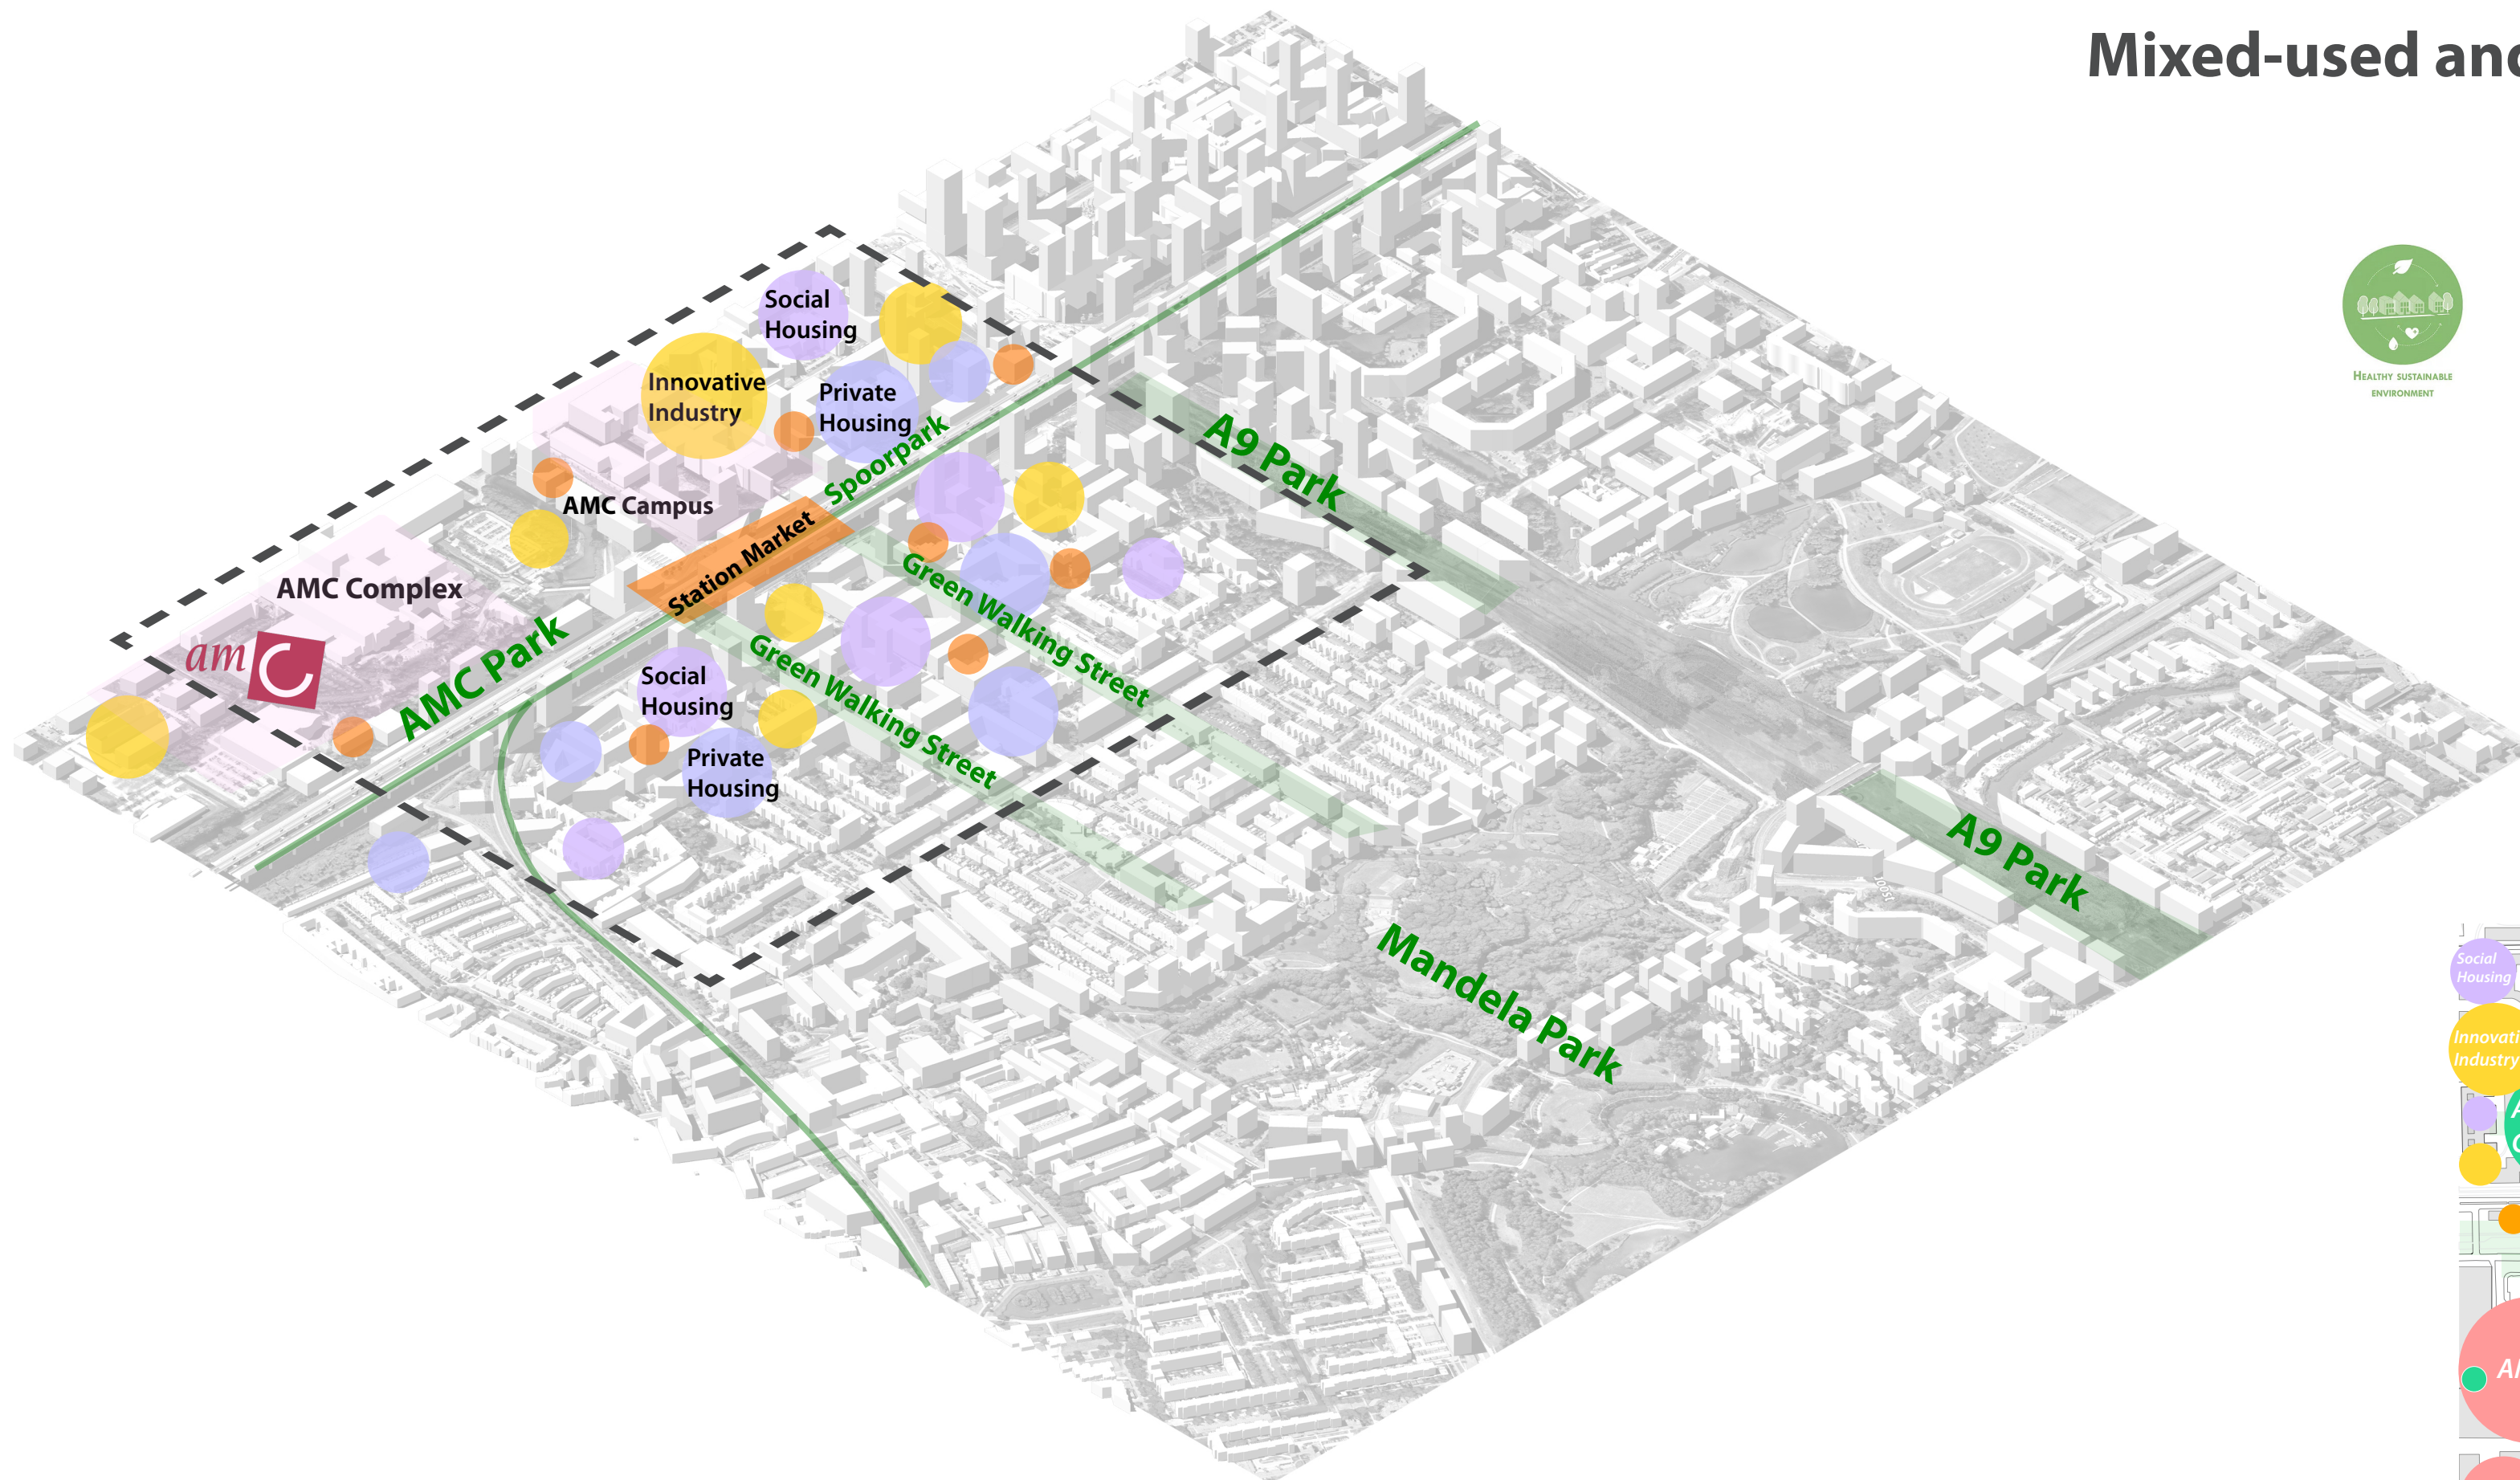 Mixed-used and
HEALTHY SUSTAINABLE
ENVIRONMENT
Social
Housing
Innovative
Industry
Private
Housing
Spoorpark
A9 Park
AMC Campus
Station Market
AMC Complex
amC
AMC Park
Green Walking Street
Green Walking Street
Social
Housing
Private
Housing
A9 Park
Mandela Park
Social
Housing
Innovati
Industry